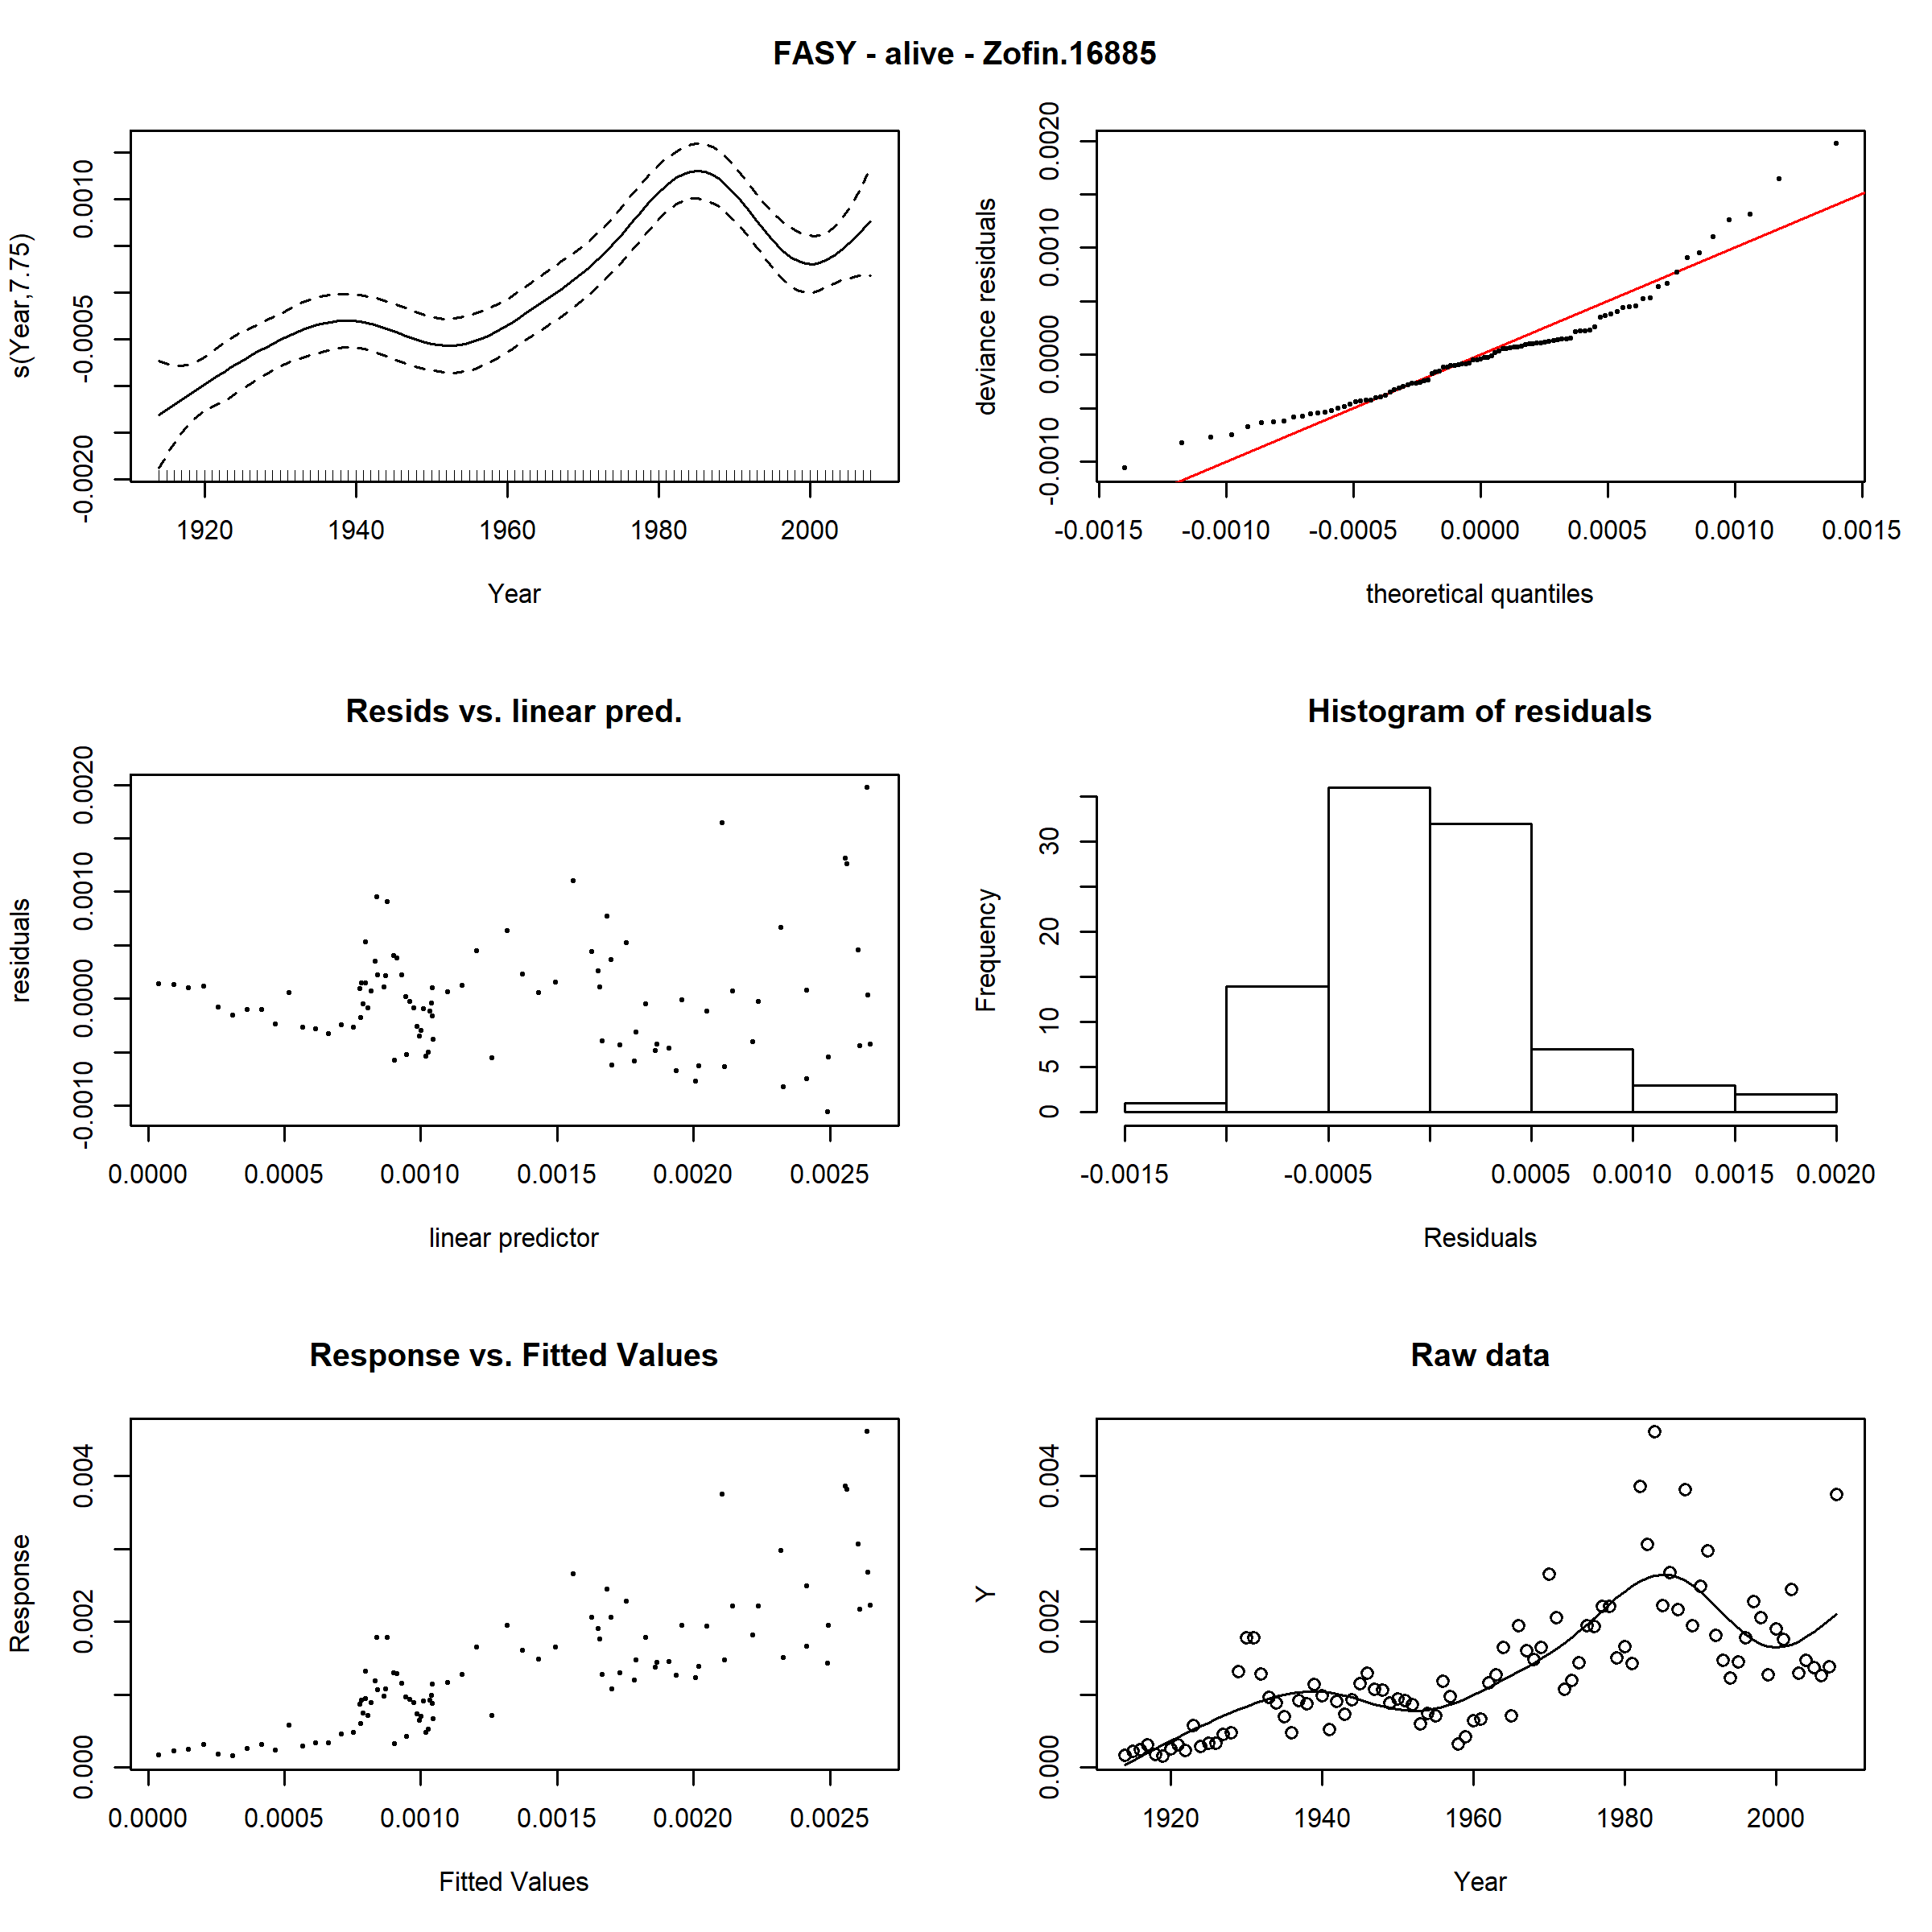 FASY - alive - Zofin.16885
s(Year,7.75)
-0.0020 -0.0005 0.0010
1920 1940 1960 1980 2000
Year
deviance residuals
-0.0010 0.0000 0.0010 0.0020
-0.0015 -0.0010 -0.0005 0.0000 0.0005 0.0010 0.0015
theoretical quantiles
Resids vs. linear pred.
residuals
-0.0010 0.0000 0.0010 0.0020
0.0000 0.0005 0.0010 0.0015 0.0020 0.0025
linear predictor
Histogram of residuals
Frequency
0 5 10 20 30
-0.0015 -0.0005 0.0005 0.0010 0.0015 0.0020
Residuals
Response vs. Fitted Values
Response
0.000 0.002 0.004
0.0000 0.0005 0.0010 0.0015 0.0020 0.0025
Fitted Values
Raw data
Y
0.000 0.002 0.004
1920 1940 1960 1980 2000
Year